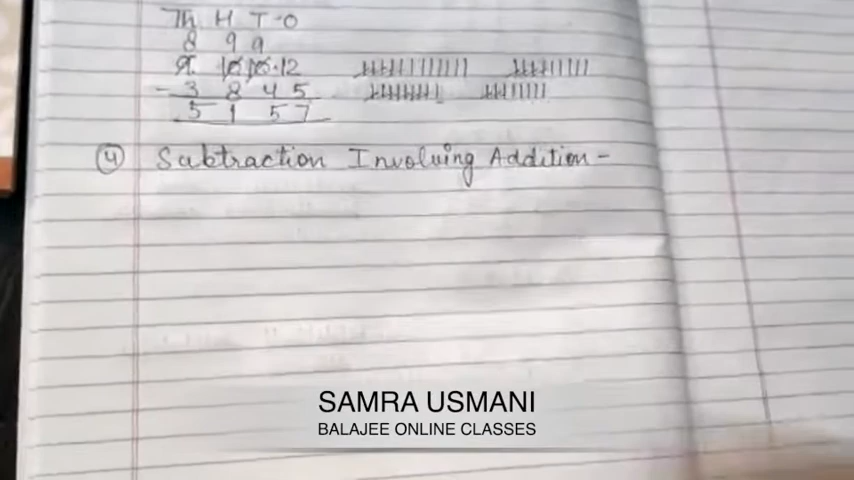 Th H T-O
8 9 9
9. 10 10.12
- 3 8 4 5
5 1 5 7
④ Subtraction Involving Addition -
SAMRA USMANI
BALAJEE ONLINE CLASSES